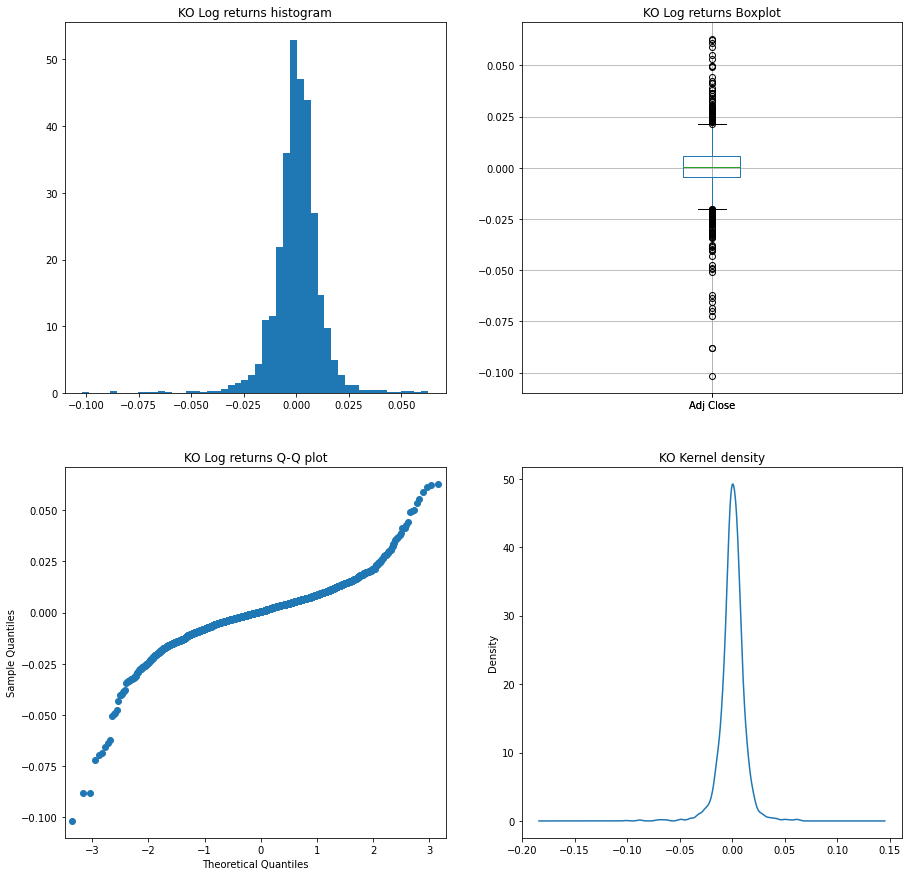 KO Log returns histogram
50
40
30
20
10
0
−0.100 −0.075 −0.050 −0.025 0.000 0.025 0.050
KO Log returns Boxplot
0.050
0.025
0.000
−0.025
−0.050
−0.075
−0.100
Adj Close
KO Log returns Q-Q plot
Sample Quantiles
0.050
0.025
0.000
−0.025
−0.050
−0.075
−0.100
−3 −2 −1 0 1 2 3
Theoretical Quantiles
KO Kernel density
Density
50
40
30
20
10
0
−0.20 −0.15 −0.10 −0.05 0.00 0.05 0.10 0.15